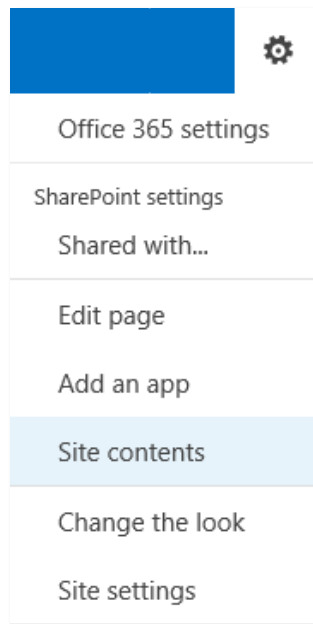 Office 365 settings
SharePoint settings
Shared with...
Edit page
Add an app
Site contents
Change the look
Site settings